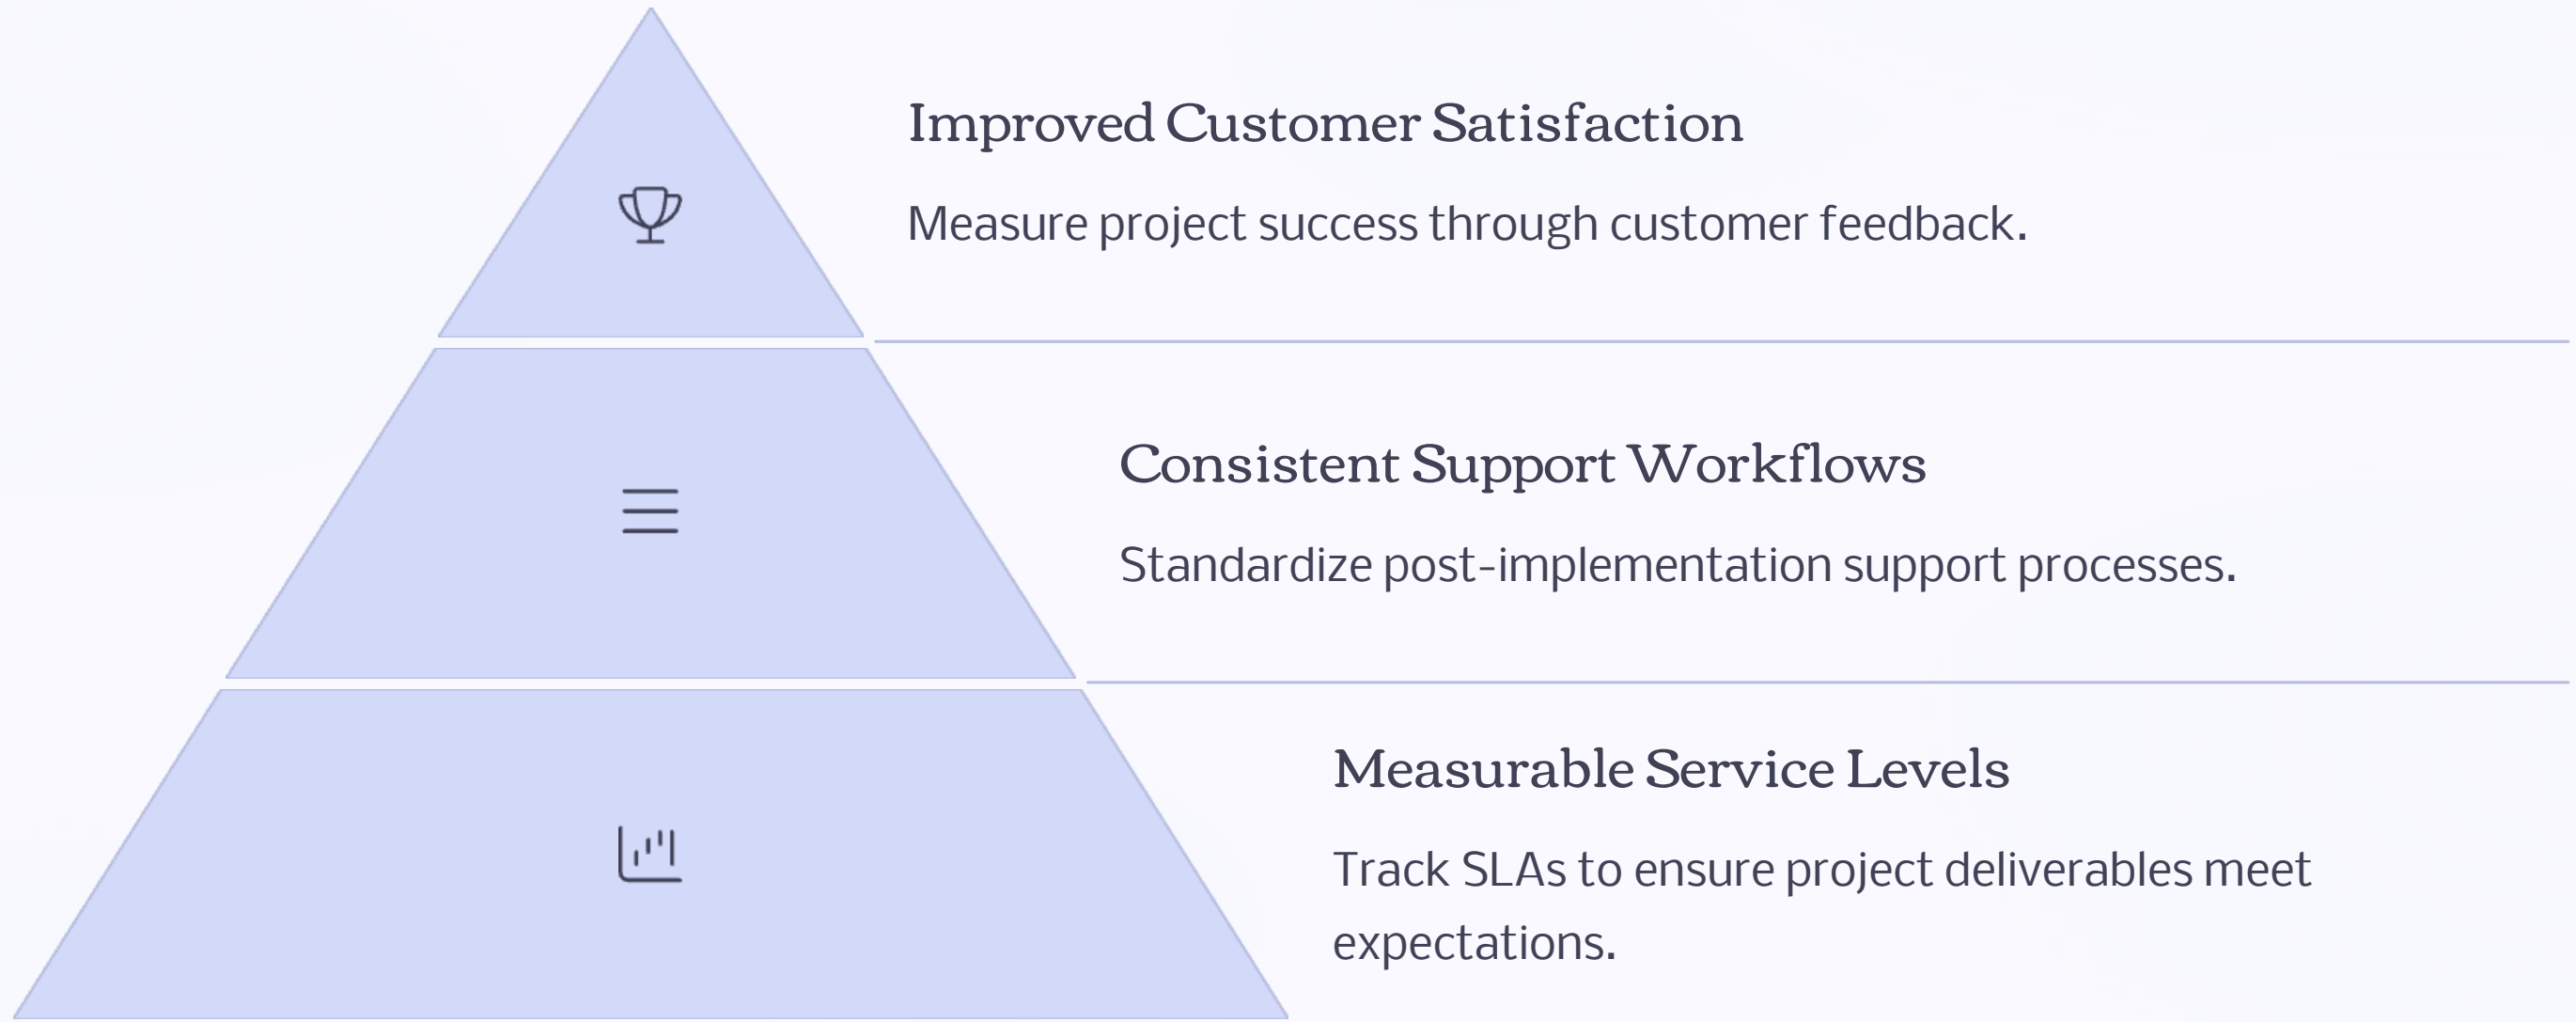 Improved Customer Satisfaction
Measure project success through customer feedback.
Consistent Support Workflows
Standardize post-implementation support processes.
Measurable Service Levels
Track SLAs to ensure project deliverables meet
expectations.